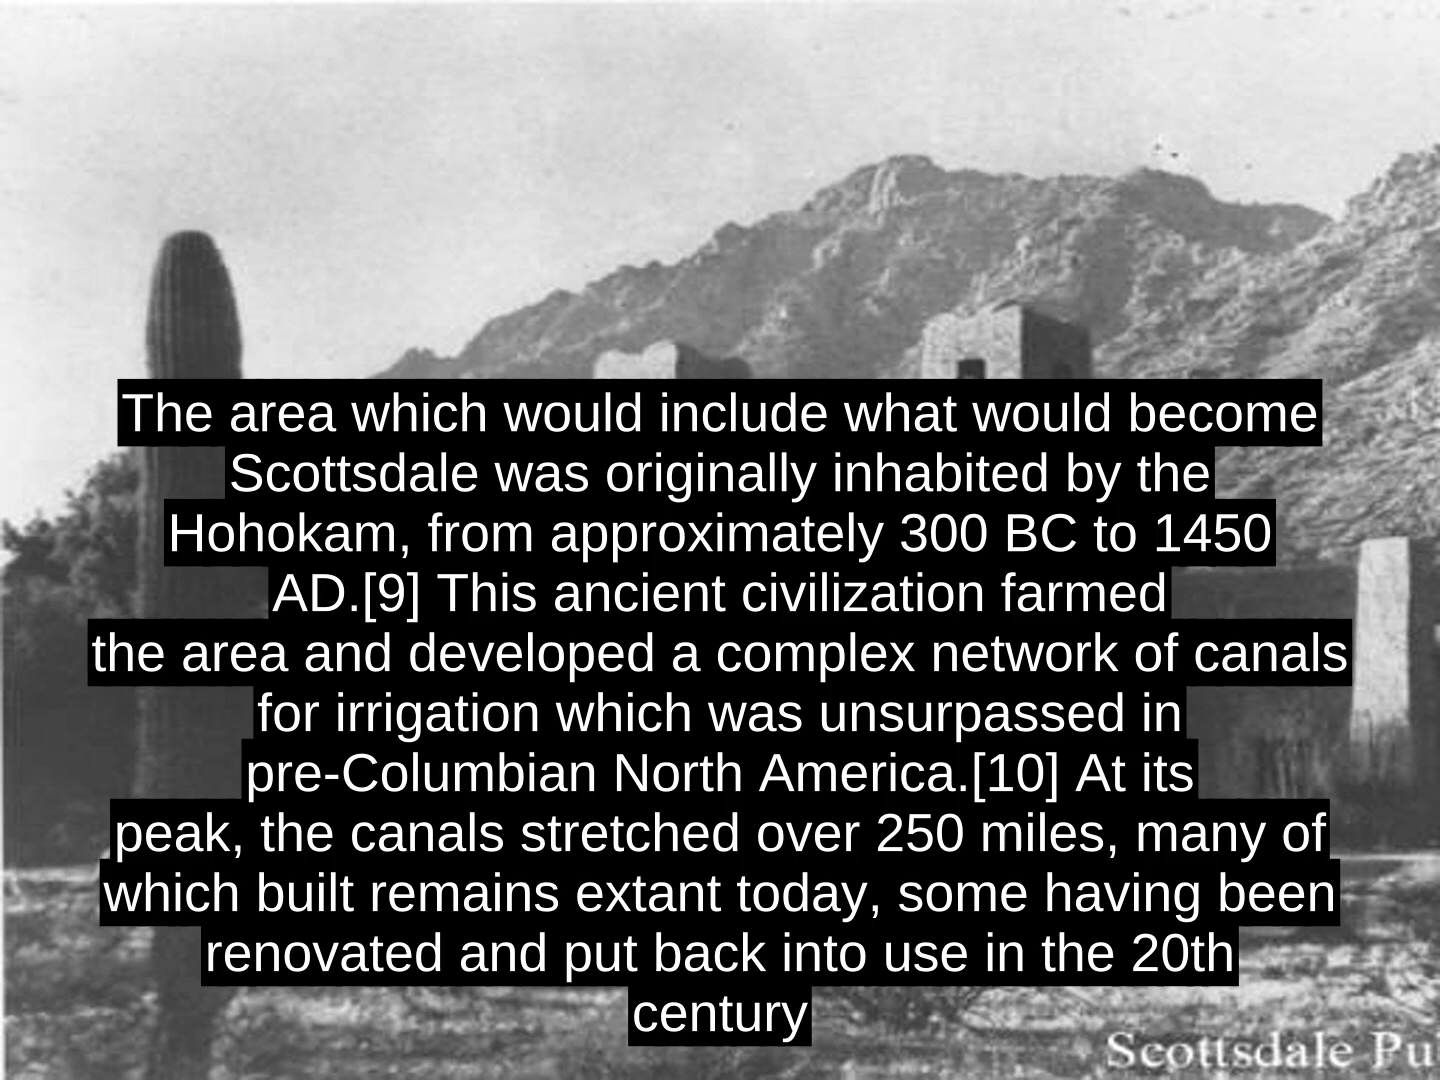 The area which would include what would become
Scottsdale was originally inhabited by the
Hohokam, from approximately 300 BC to 1450
AD.[9] This ancient civilization farmed
the area and developed a complex network of canals
for irrigation which was unsurpassed in
pre-Columbian North America.[10] At its
peak, the canals stretched over 250 miles, many of
which built remains extant today, some having been
renovated and put back into use in the 20th
century
Scottsdale Pu